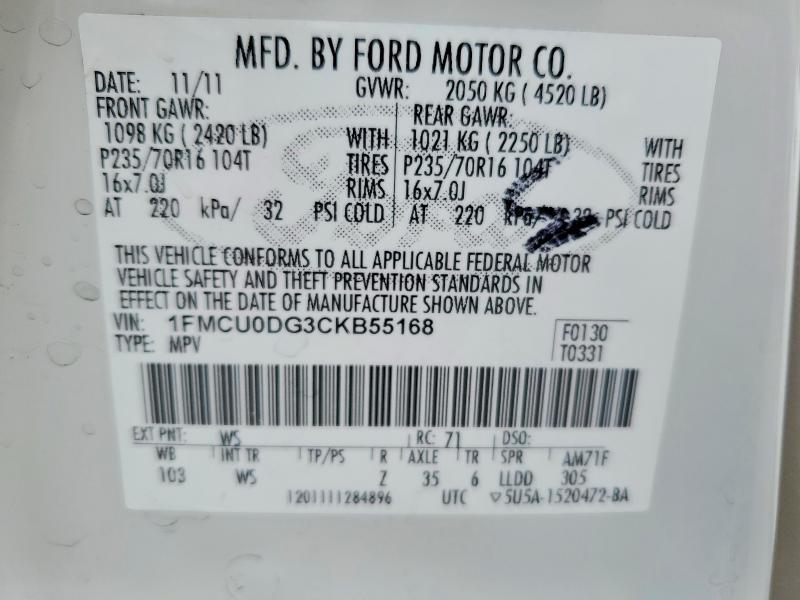 MFD. BY FORD MOTOR CO.
DATE: 11/11 GVWR: 2050 KG ( 4520 LB)
FRONT GAWR: REAR GAWR:
1098 KG ( 2420 LB) WITH 1021 KG ( 2250 LB) WITH
P235/70R16 104T TIRES P235/70R16 104T TIRES
16x7.0J RIMS 16x7.0J RIMS
AT 220 kPa/ 32 PSI COLD AT 220 kPa/ 32 PSI COLD
THIS VEHICLE CONFORMS TO ALL APPLICABLE FEDERAL MOTOR
VEHICLE SAFETY AND THEFT PREVENTION STANDARDS IN
EFFECT ON THE DATE OF MANUFACTURE SHOWN ABOVE.
VIN: 1FMCU0DG3CKB55168 F0130
TYPE: MPV T0331
EXT PNT: WS RC: 71 DSO:
WB INT TR TP/PS R AXLE TR SPR AM71F
103 WS Z 35 6 LLDD 305
1201111284896 UTC ▽5U5A-1520472-BA